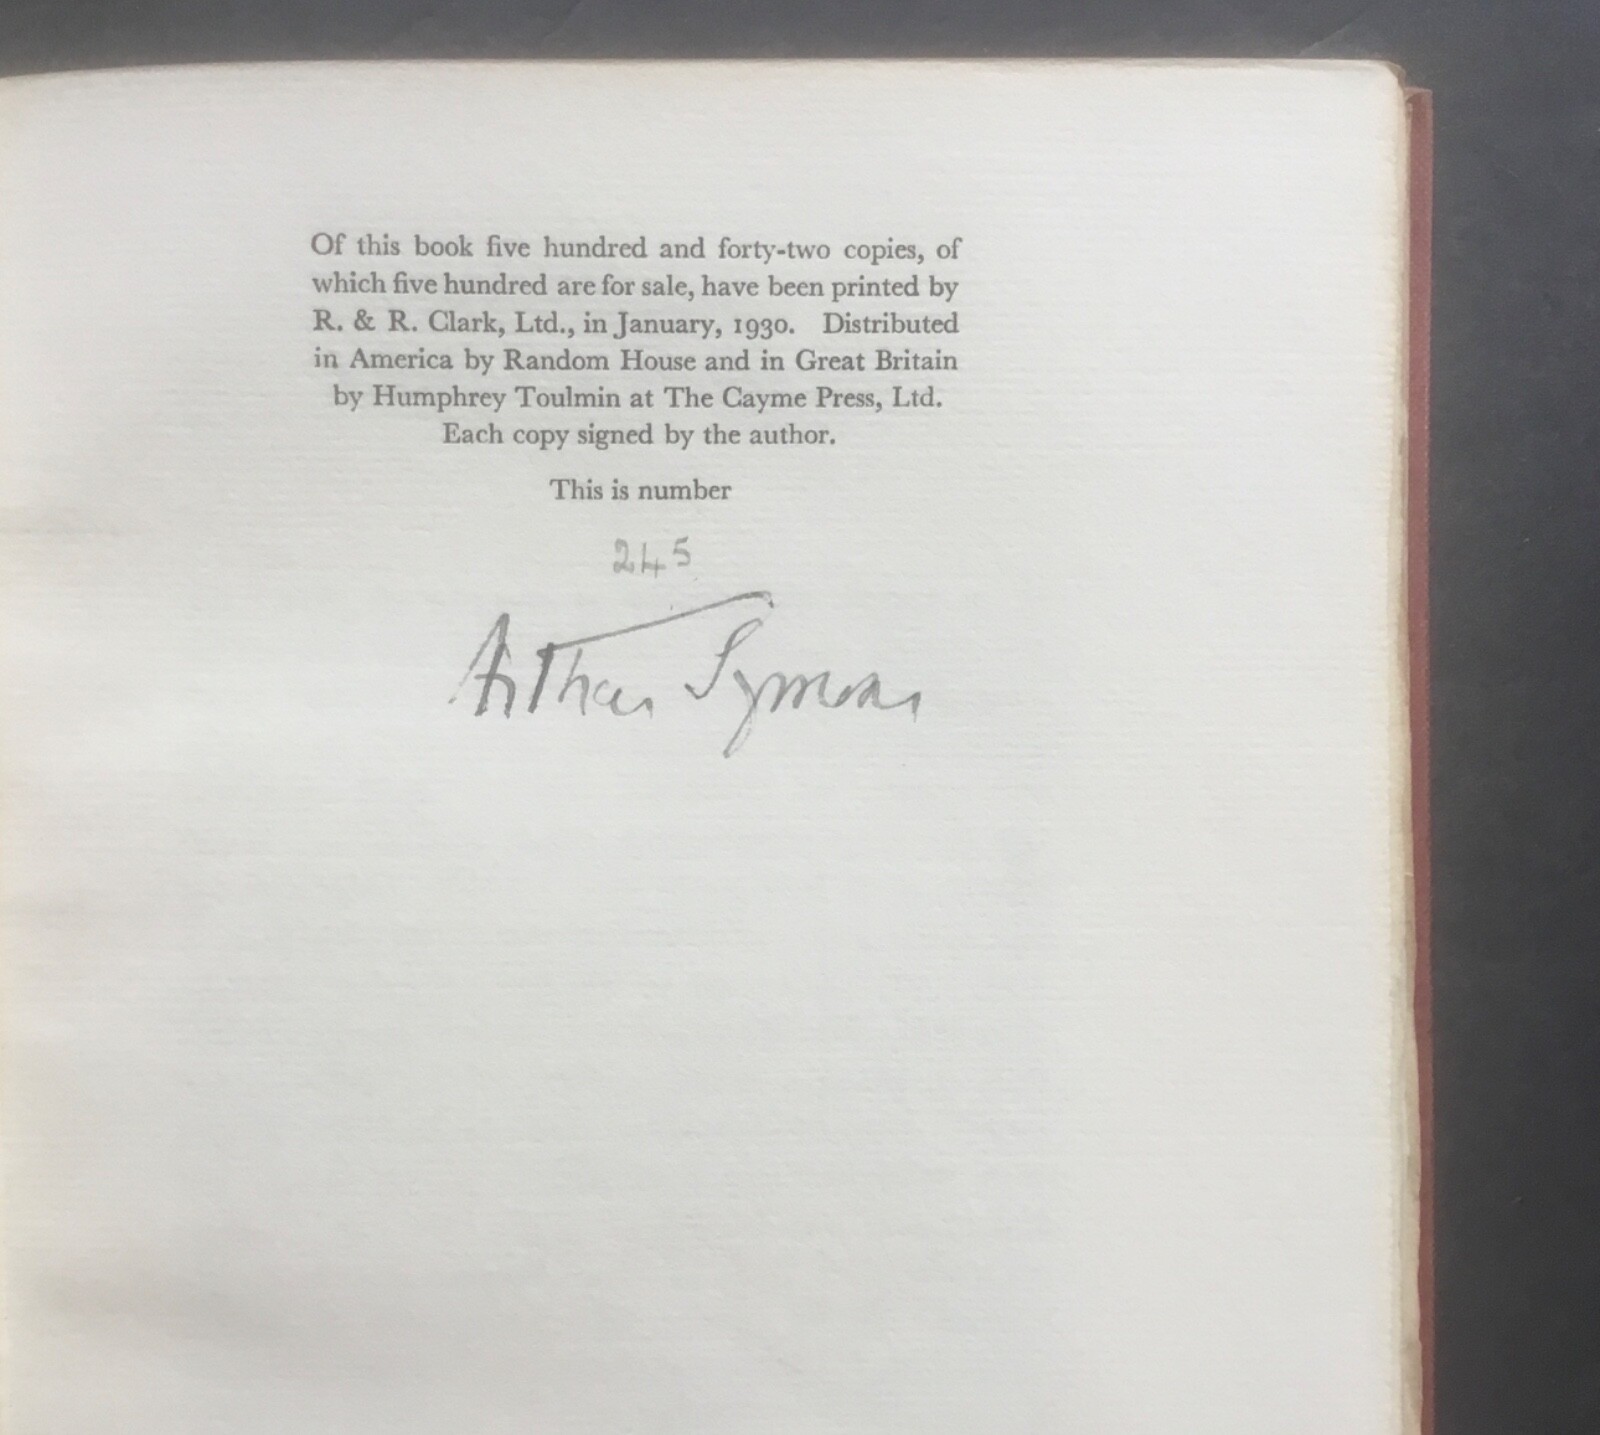 Of this book five hundred and forty-two copies, of
which five hundred are for sale, have been printed by
R. & R. Clark, Ltd., in January, 1930. Distributed
in America by Random House and in Great Britain
by Humphrey Toulmin at The Cayme Press, Ltd.
Each copy signed by the author.
This is number
245
Arthur Symons